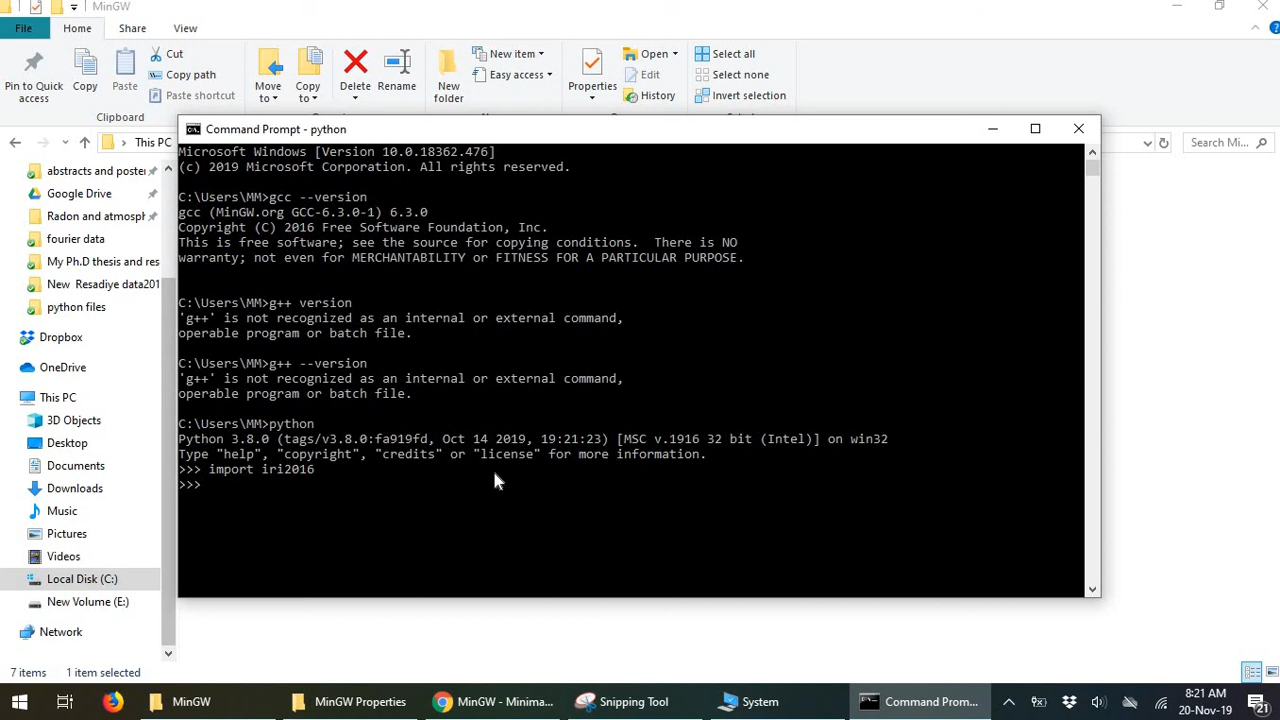 MinGW
File
Home
Share
View
Pin to Quick
access
Copy
Paste
Cut
Copy path
Paste shortcut
Clipboard
Move
to
Copy
to
Delete
Rename
New
folder
New item
Easy access
Properties
Open
Edit
History
Select all
Select none
Invert selection
This PC
Search Mi...
abstracts and poster
Google Drive
Radon and atmosph
fourier data
My Ph.D thesis and res
New Resadiye data201
python files
Dropbox
OneDrive
This PC
3D Objects
Desktop
Documents
Downloads
Music
Pictures
Videos
Local Disk (C:)
New Volume (E:)
Network
7 items
1 item selected
Command Prompt - python
Microsoft Windows [Version 10.0.18362.476]
(c) 2019 Microsoft Corporation. All rights reserved.
C:\Users\MM>gcc --version
gcc (MinGW.org GCC-6.3.0-1) 6.3.0
Copyright (C) 2016 Free Software Foundation, Inc.
This is free software; see the source for copying conditions.  There is NO
warranty; not even for MERCHANTABILITY or FITNESS FOR A PARTICULAR PURPOSE.
C:\Users\MM>g++ version
'g++' is not recognized as an internal or external command,
operable program or batch file.
C:\Users\MM>g++ --version
'g++' is not recognized as an internal or external command,
operable program or batch file.
C:\Users\MM>python
Python 3.8.0 (tags/v3.8.0:fa919fd, Oct 14 2019, 19:21:23) [MSC v.1916 32 bit (Intel)] on win32
Type "help", "copyright", "credits" or "license" for more information.
>>> import iri2016
>>>
MinGW
MinGW Properties
MinGW - Minima...
Snipping Tool
System
Command Prom...
8:21 AM
20-Nov-19
21